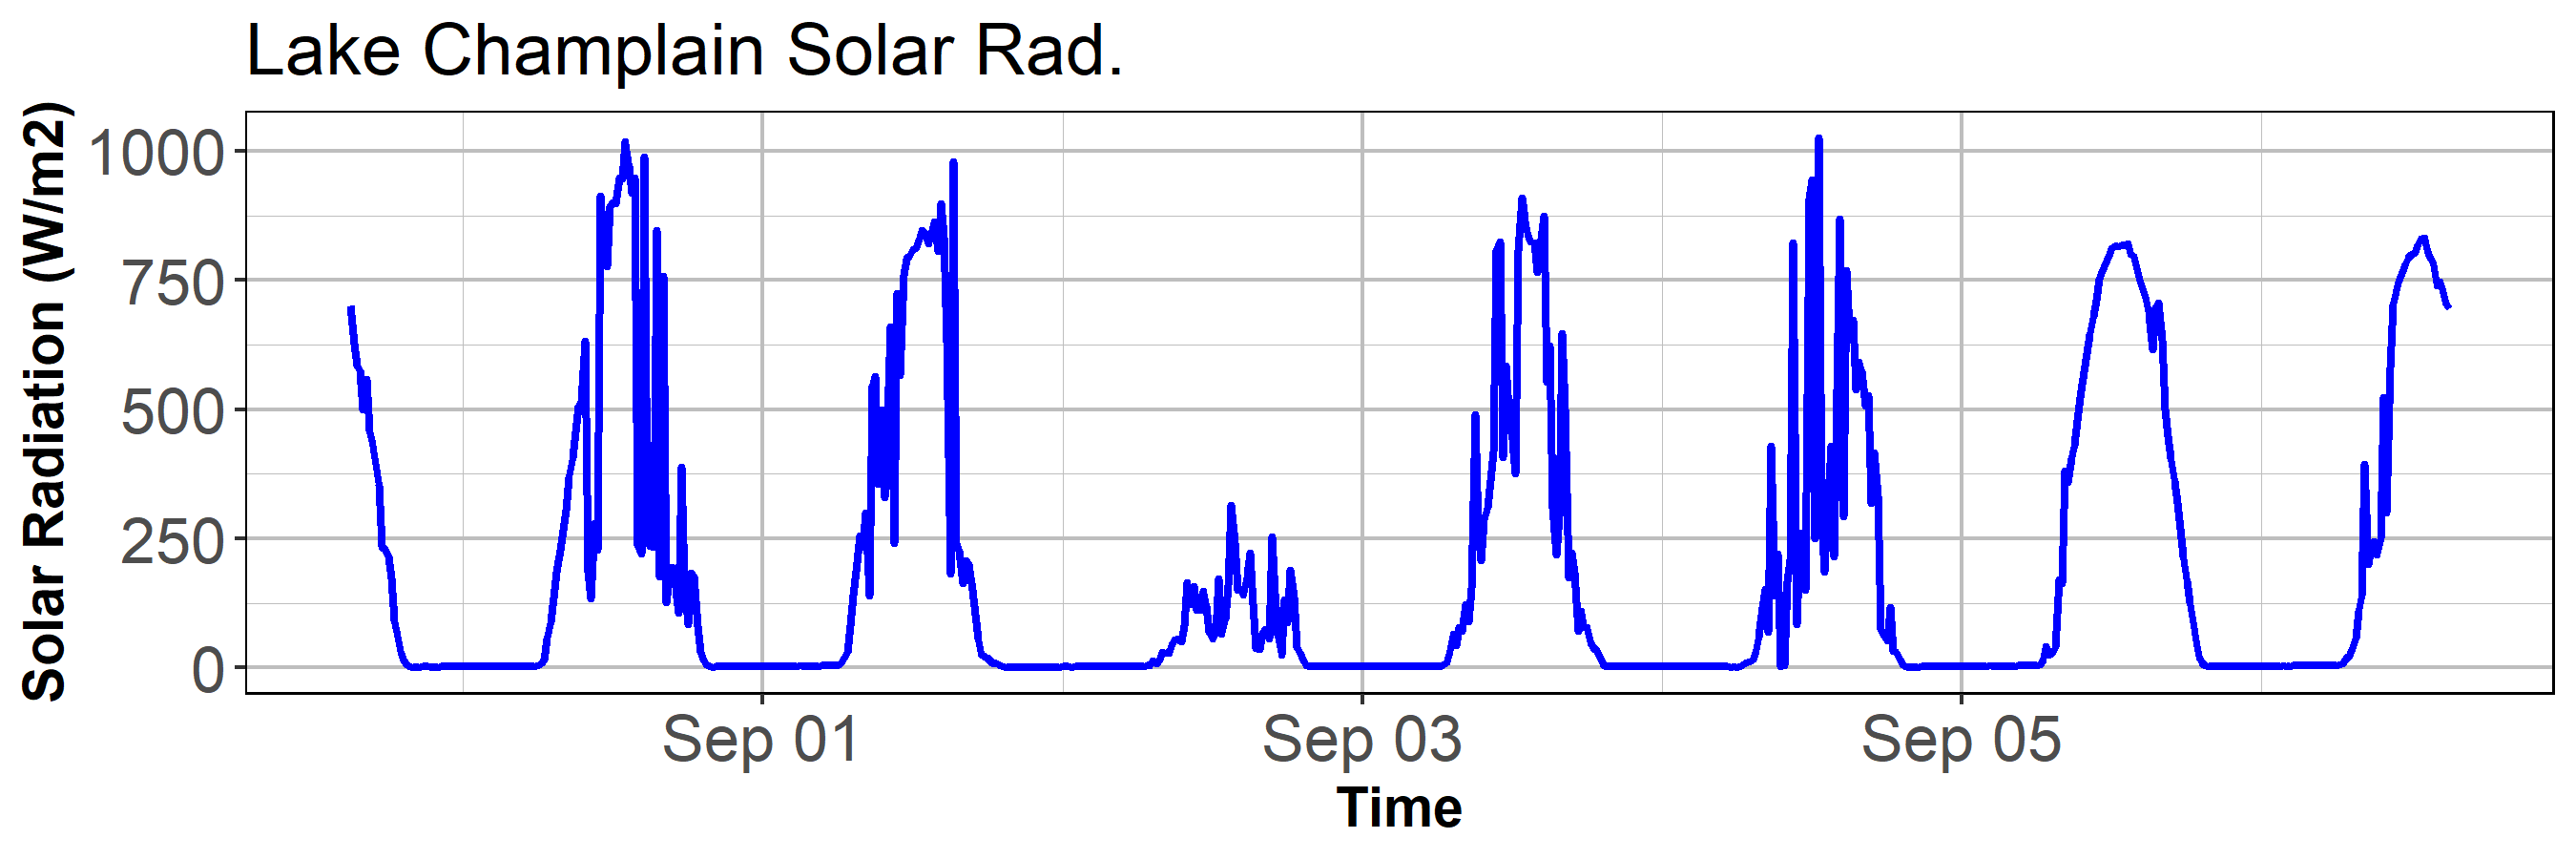 Lake Champlain Solar Rad.
Solar Radiation (W/m2)
1000
750
500
250
0
Sep 01
Sep 03
Sep 05
Time